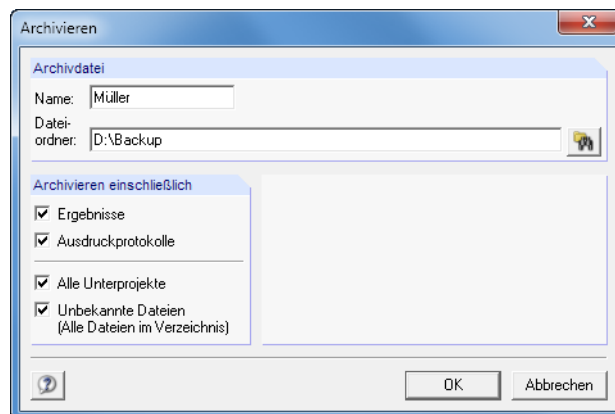 Archivieren
Archivdatei
Name: Müller
Datei-
ordner: D:\Backup
Archivieren einschließlich
Ergebnisse
Ausdruckprotokolle
Alle Unterprojekte
Unbekannte Dateien
(Alle Dateien im Verzeichnis)
OK Abbrechen